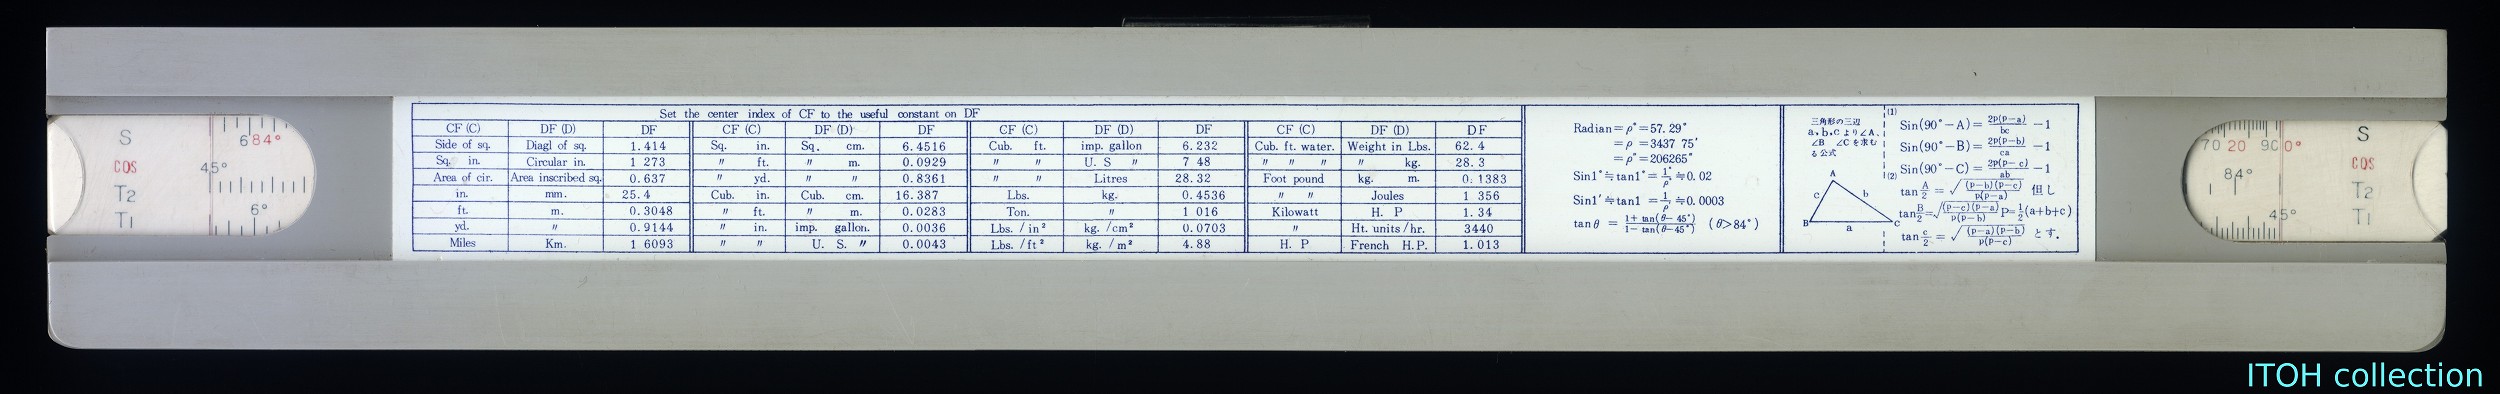 S
COS
T2
T1
6 84°
45°
6°
Set the center index of CF to the useful constant on DF
CF (C) DF (D) DF CF (C) DF (D) DF CF (C) DF (D) DF CF (C) DF (D) DF
Side of sq. Diagl of sq. 1.414 Sq. in. Sq. cm. 6.4516 Cub. ft. imp. gallon 6.232 Cub. ft. water. Weight in Lbs. 62.4
Sq. in. Circular in. 1 273 〃 ft. 〃 m. 0.0929 〃 〃 U. S 〃 7 48 〃 〃 〃 〃 kg. 28.3
Area of cir. Area inscribed sq. 0.637 〃 yd. 〃 〃 0.8361 〃 〃 Litres 28.32 Foot pound kg. m. 0.1383
in. mm. 25.4 Cub. in. Cub. cm. 16.387 Lbs. kg. 0.4536 〃 〃 Joules 1 356
ft. m. 0.3048 〃 ft. 〃 m. 0.0283 Ton. 〃 1 016 Kilowatt H. P 1.34
yd. 〃 0.9144 〃 in. imp. gallon. 0.0036 Lbs. /in² kg. /cm² 0.0703 〃 Ht. units/hr. 3440
Miles Km. 1 6093 〃 〃 U. S. 〃 0.0043 Lbs. /ft² kg. /m² 4.88 H. P French H.P. 1.013
Radian=ρ°=57.29°
=ρ′=3437 75′
=ρ″=206265″
Sin1°≒tan1°=1°/ρ°≒0.02
Sin1′≒tan1′=1′/ρ′≒0.0003
tanθ = 1+tan(θ−45°)/1−tan(θ−45°) (θ>84°)
三角形の三辺
a,b,cより∠A、
∠B ∠Cを求む
る公式
A
c b
B a C
(1)
Sin(90°−A)=2p(p−a)/bc −1
Sin(90°−B)=2p(p−b)/ca −1
Sin(90°−C)=2p(p−c)/ab −1
(2)
tan A/2 =√(p−b)(p−c)/p(p−a) 但し
tan B/2=√(p−c)(p−a)/p(p−b) P=1/2(a+b+c)
tan c/2 =√(p−a)(p−b)/p(p−c) とす.
70 20 90 0°
84°
45°
S
COS
T2
T1
ITOH collection